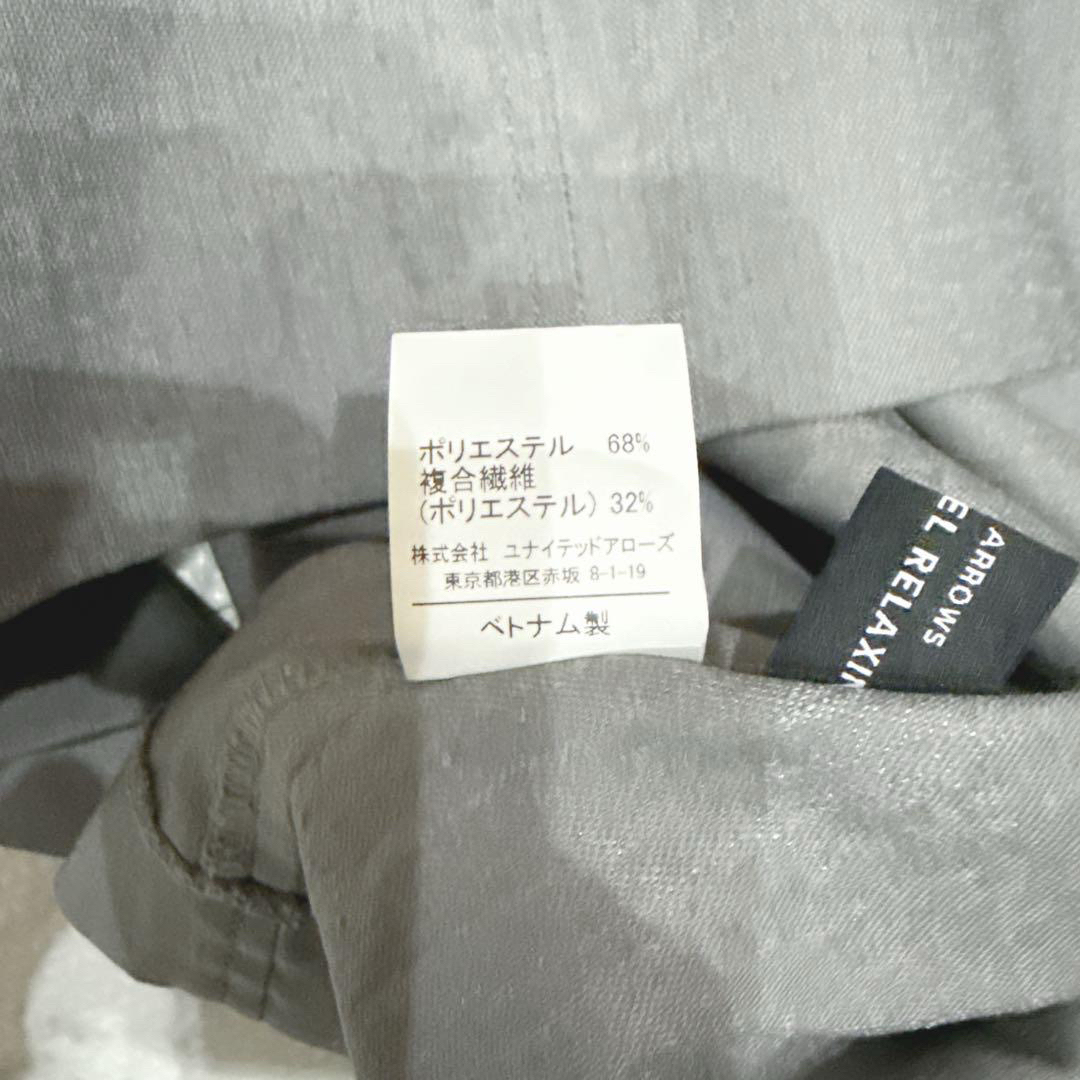 ポリエステル 68%
複合繊維
(ポリエステル) 32%
株式会社 ユナイテッドアローズ
東京都港区赤坂 8-1-19
ベトナム製
ARROWS
EL RELAXI